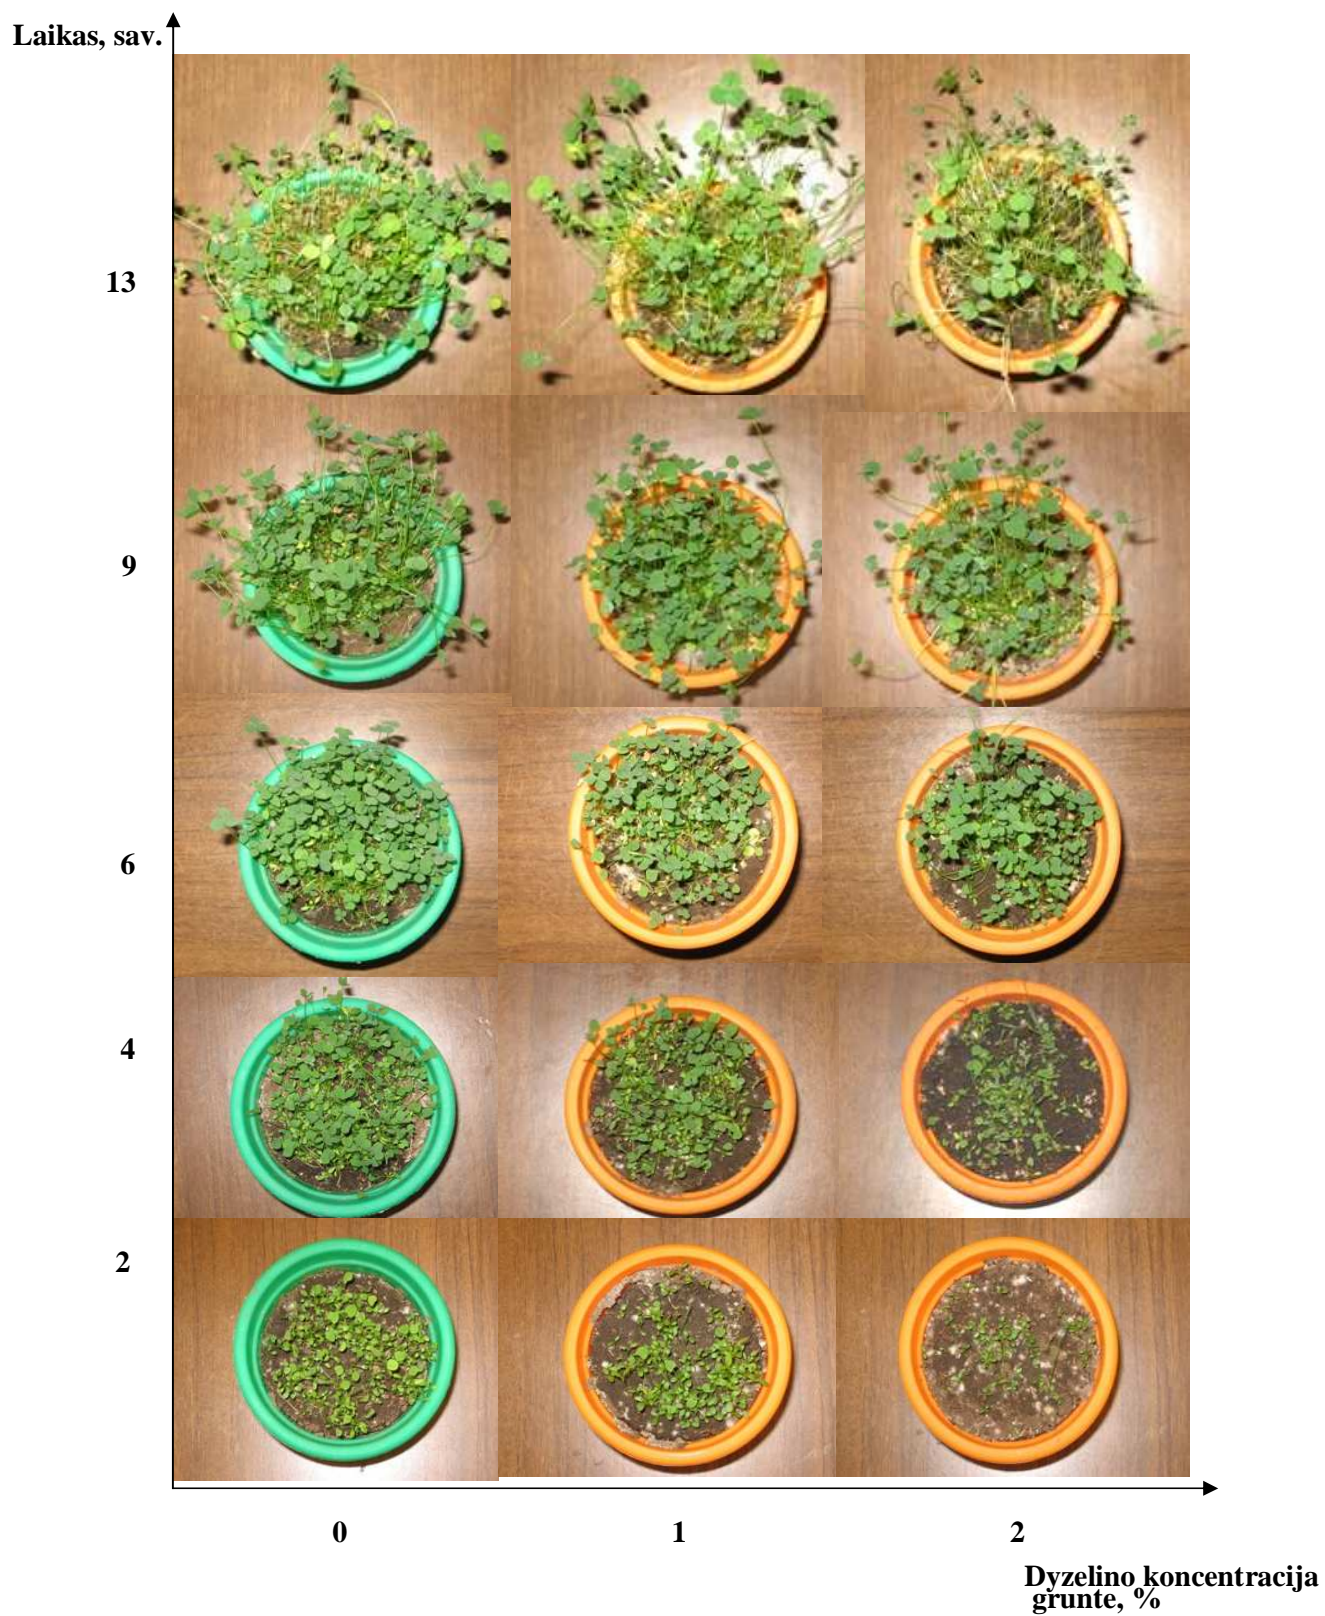 Laikas, sav.
13
9
6
4
2
0 1 2
Dyzelino koncentracija
grunte, %